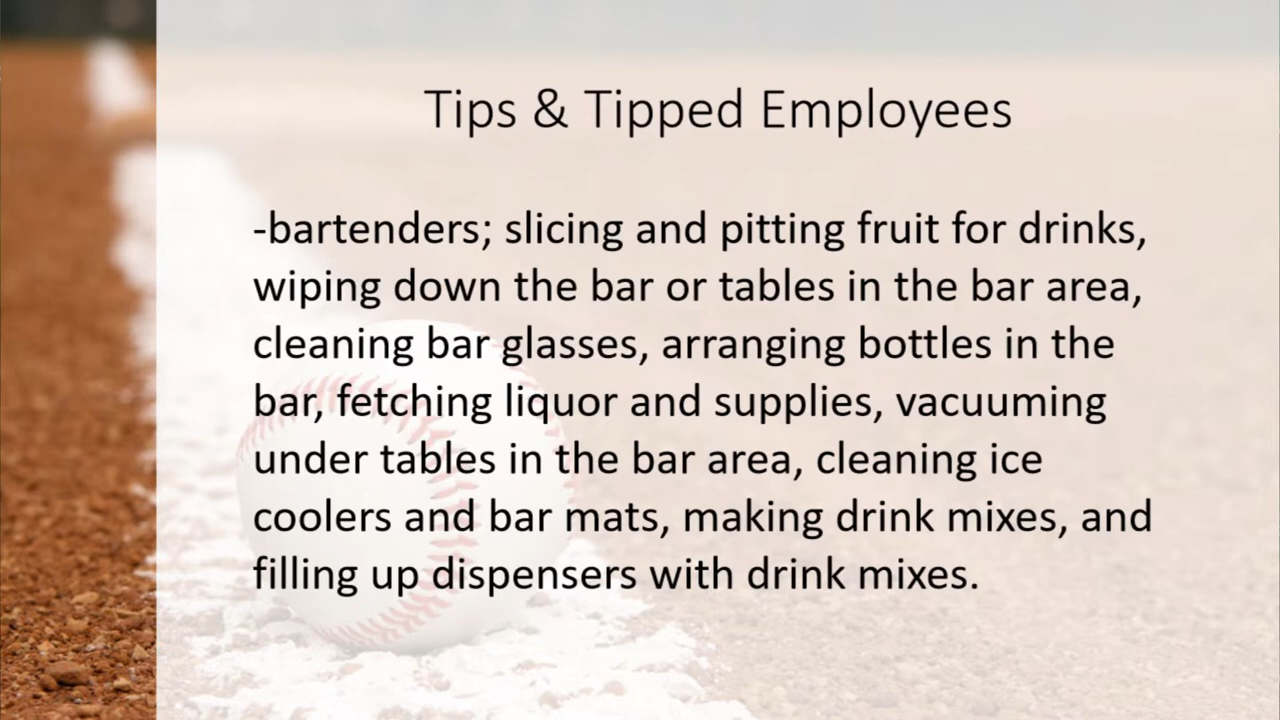 Tips & Tipped Employees
-bartenders; slicing and pitting fruit for drinks,
wiping down the bar or tables in the bar area,
cleaning bar glasses, arranging bottles in the
bar, fetching liquor and supplies, vacuuming
under tables in the bar area, cleaning ice
coolers and bar mats, making drink mixes, and
filling up dispensers with drink mixes.